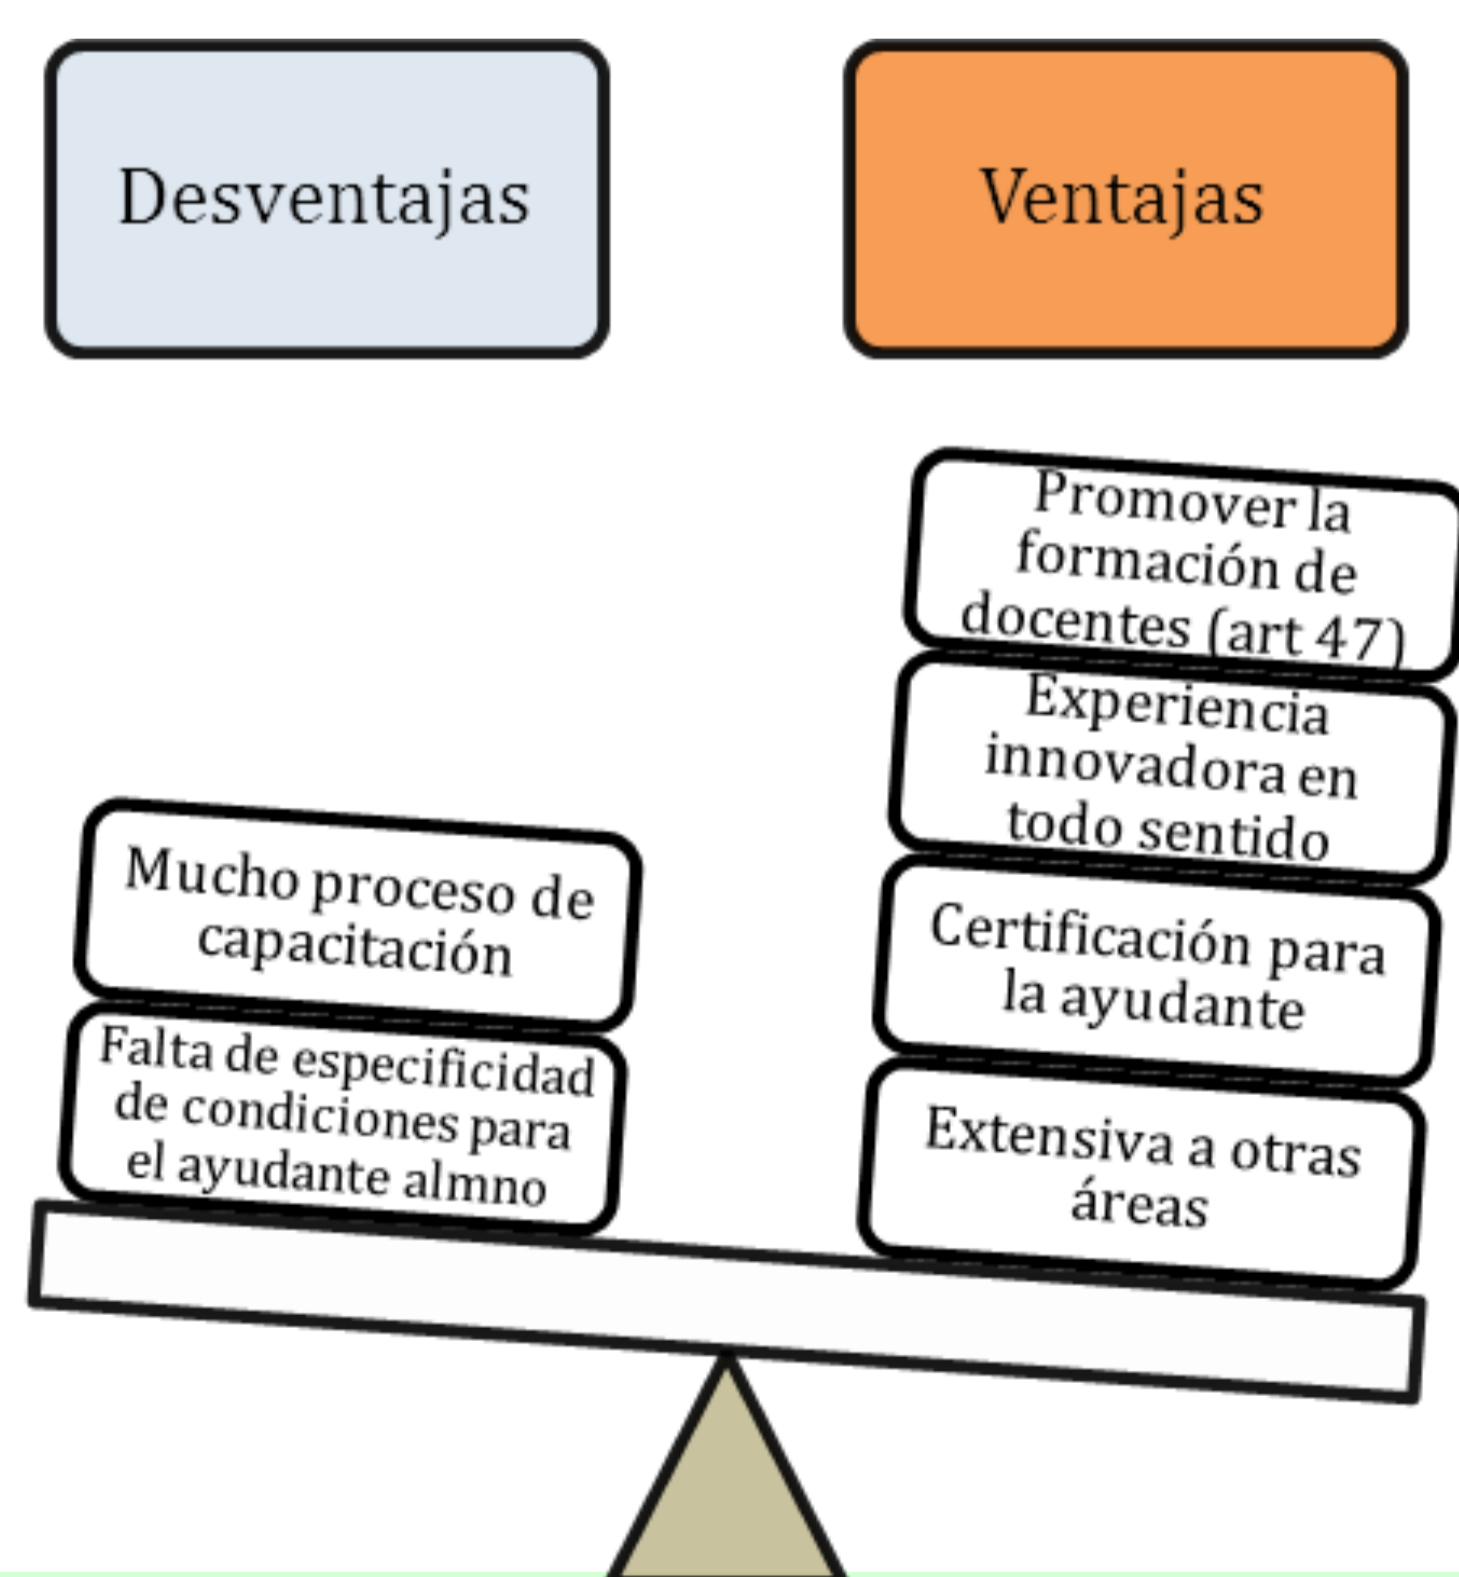 Desventajas
Ventajas
Mucho proceso de
capacitación
Falta de especificidad
de condiciones para
el ayudante almno
Promover la
formación de
docentes (art 47)
Experiencia
innovadora en
todo sentido
Certificación para
la ayudante
Extensiva a otras
áreas